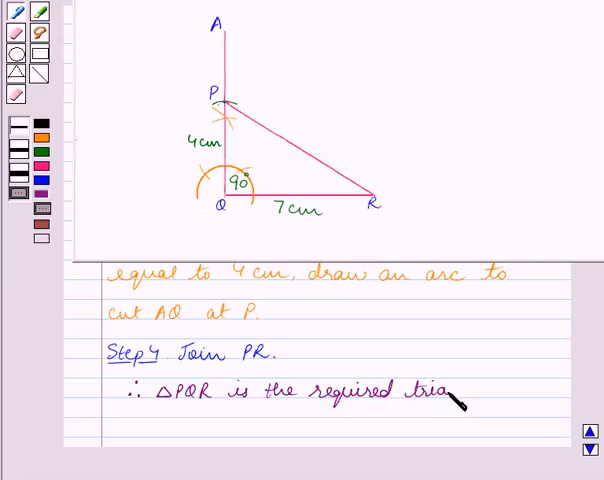 A
P
4cm
90°
Q
7cm
R
equal to 4 cm, draw an arc to
cut AQ at P.
Step 4 Join PR.
∴ △PQR is the required tria